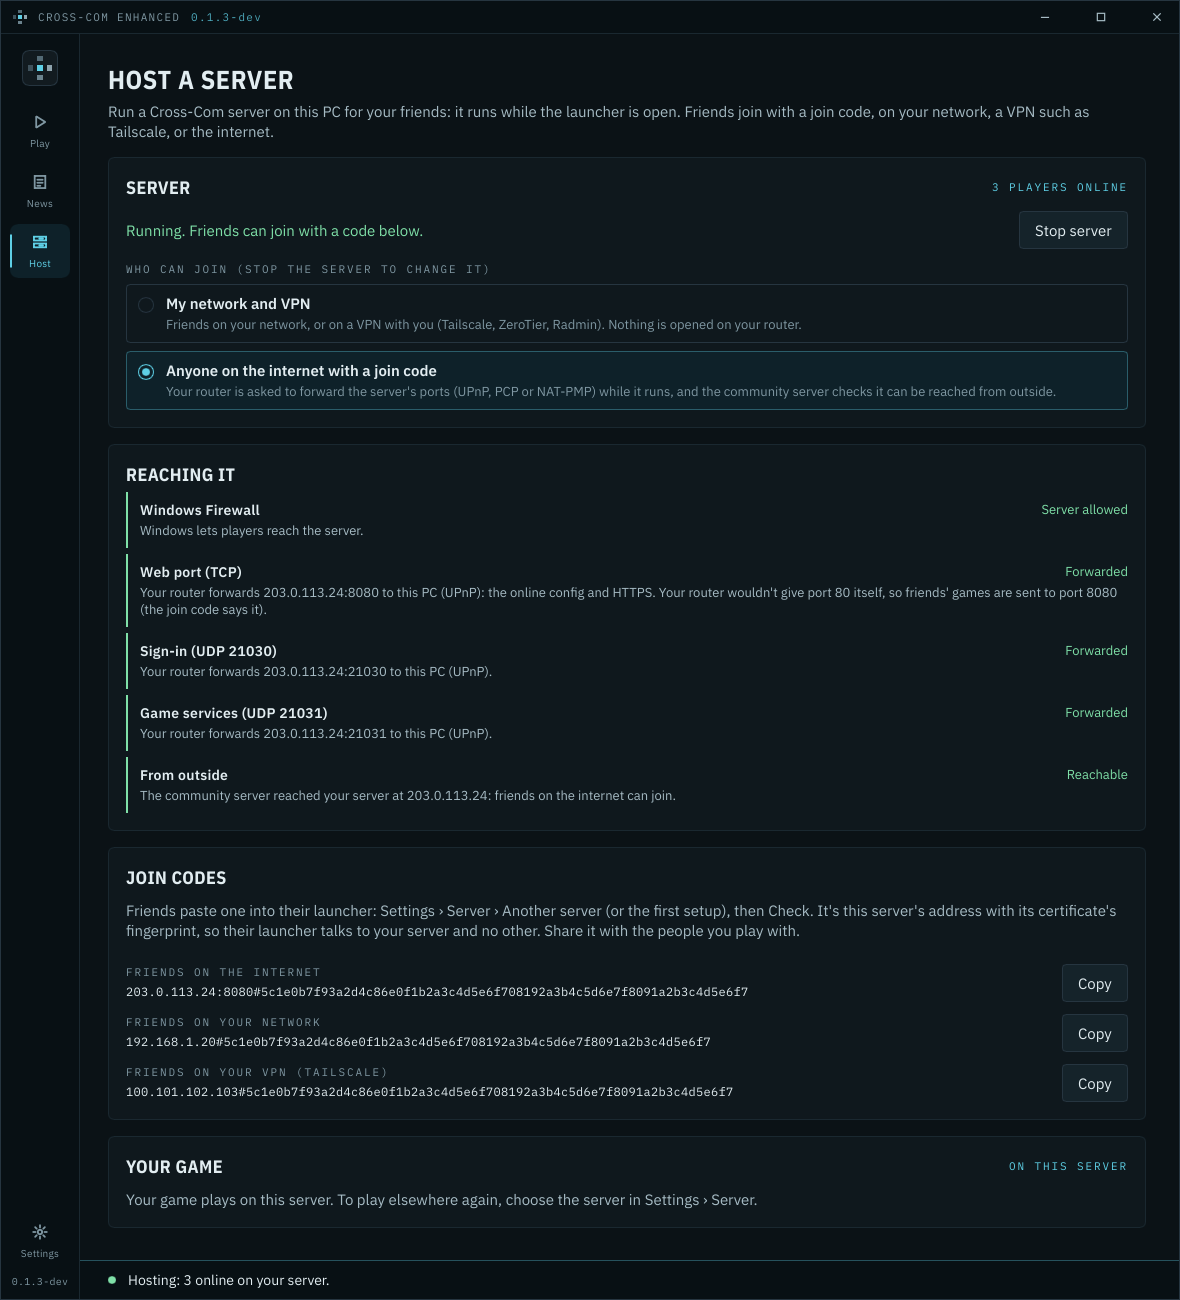 CROSS-COM ENHANCED 0.1.3-dev
Play
News
Host
Settings
0.1.3-dev
HOST A SERVER
Run a Cross-Com server on this PC for your friends: it runs while the launcher is open. Friends join with a join code, on your network, a VPN such as
Tailscale, or the internet.
SERVER
3 PLAYERS ONLINE
Running. Friends can join with a code below.
Stop server
WHO CAN JOIN (STOP THE SERVER TO CHANGE IT)
My network and VPN
Friends on your network, or on a VPN with you (Tailscale, ZeroTier, Radmin). Nothing is opened on your router.
Anyone on the internet with a join code
Your router is asked to forward the server's ports (UPnP, PCP or NAT-PMP) while it runs, and the community server checks it can be reached from outside.
REACHING IT
Windows Firewall
Server allowed
Windows lets players reach the server.
Web port (TCP)
Forwarded
Your router forwards 203.0.113.24:8080 to this PC (UPnP): the online config and HTTPS. Your router wouldn't give port 80 itself, so friends' games are sent to port 8080
(the join code says it).
Sign-in (UDP 21030)
Forwarded
Your router forwards 203.0.113.24:21030 to this PC (UPnP).
Game services (UDP 21031)
Forwarded
Your router forwards 203.0.113.24:21031 to this PC (UPnP).
From outside
Reachable
The community server reached your server at 203.0.113.24: friends on the internet can join.
JOIN CODES
Friends paste one into their launcher: Settings › Server › Another server (or the first setup), then Check. It's this server's address with its certificate's
fingerprint, so their launcher talks to your server and no other. Share it with the people you play with.
FRIENDS ON THE INTERNET
203.0.113.24:8080#5c1e0b7f93a2d4c86e0f1b2a3c4d5e6f708192a3b4c5d6e7f8091a2b3c4d5e6f7
Copy
FRIENDS ON YOUR NETWORK
192.168.1.20#5c1e0b7f93a2d4c86e0f1b2a3c4d5e6f708192a3b4c5d6e7f8091a2b3c4d5e6f7
Copy
FRIENDS ON YOUR VPN (TAILSCALE)
100.101.102.103#5c1e0b7f93a2d4c86e0f1b2a3c4d5e6f708192a3b4c5d6e7f8091a2b3c4d5e6f7
Copy
YOUR GAME
ON THIS SERVER
Your game plays on this server. To play elsewhere again, choose the server in Settings › Server.
Hosting: 3 online on your server.